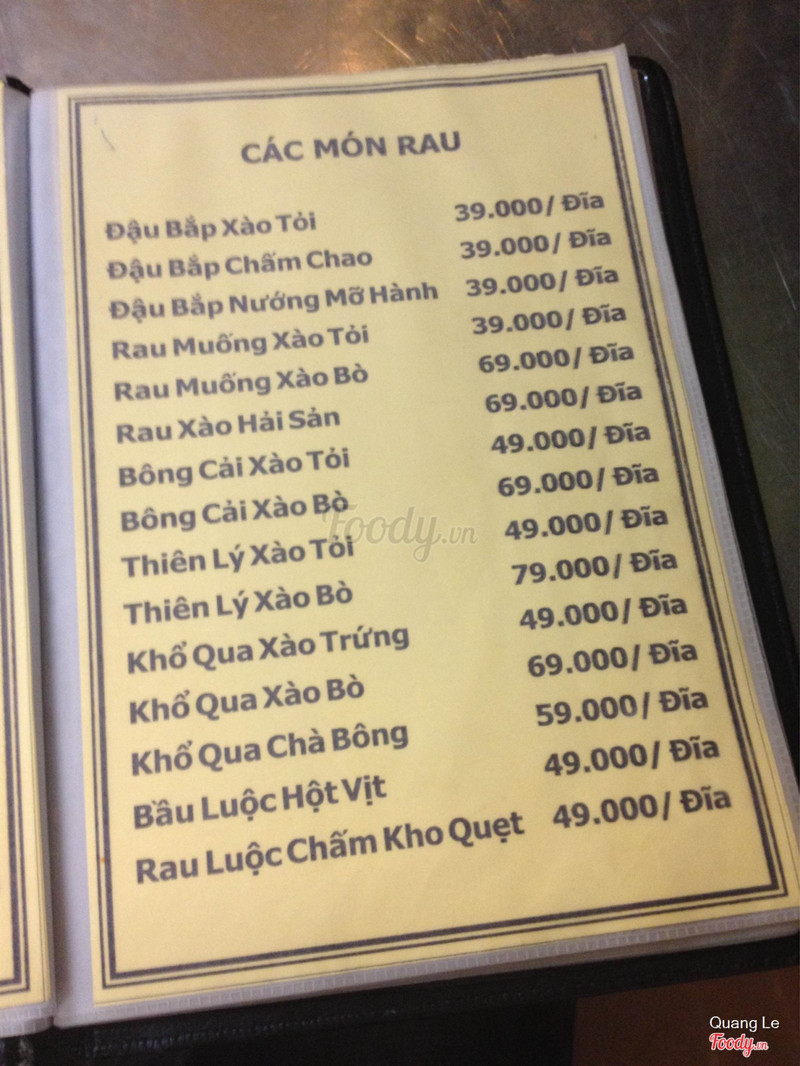 CÁC MÓN RAU
Đậu Bắp Xào Tỏi 39.000/ Đĩa
Đậu Bắp Chấm Chao 39.000/ Đĩa
Đậu Bắp Nướng Mỡ Hành 39.000/ Đĩa
Rau Muống Xào Tỏi 39.000/ Đĩa
Rau Muống Xào Bò 69.000/ Đĩa
Rau Xào Hải Sản 69.000/ Đĩa
Bông Cải Xào Tỏi 49.000/ Đĩa
Bông Cải Xào Bò 69.000/ Đĩa
Thiên Lý Xào Tỏi 49.000/ Đĩa
Thiên Lý Xào Bò 79.000/ Đĩa
Khổ Qua Xào Trứng 49.000/ Đĩa
Khổ Qua Xào Bò 69.000/ Đĩa
Khổ Qua Chà Bông 59.000/ Đĩa
Bầu Luộc Hột Vịt 49.000/ Đĩa
Rau Luộc Chấm Kho Quẹt 49.000/ Đĩa
Foody.vn
Quang Le
Foody.vn